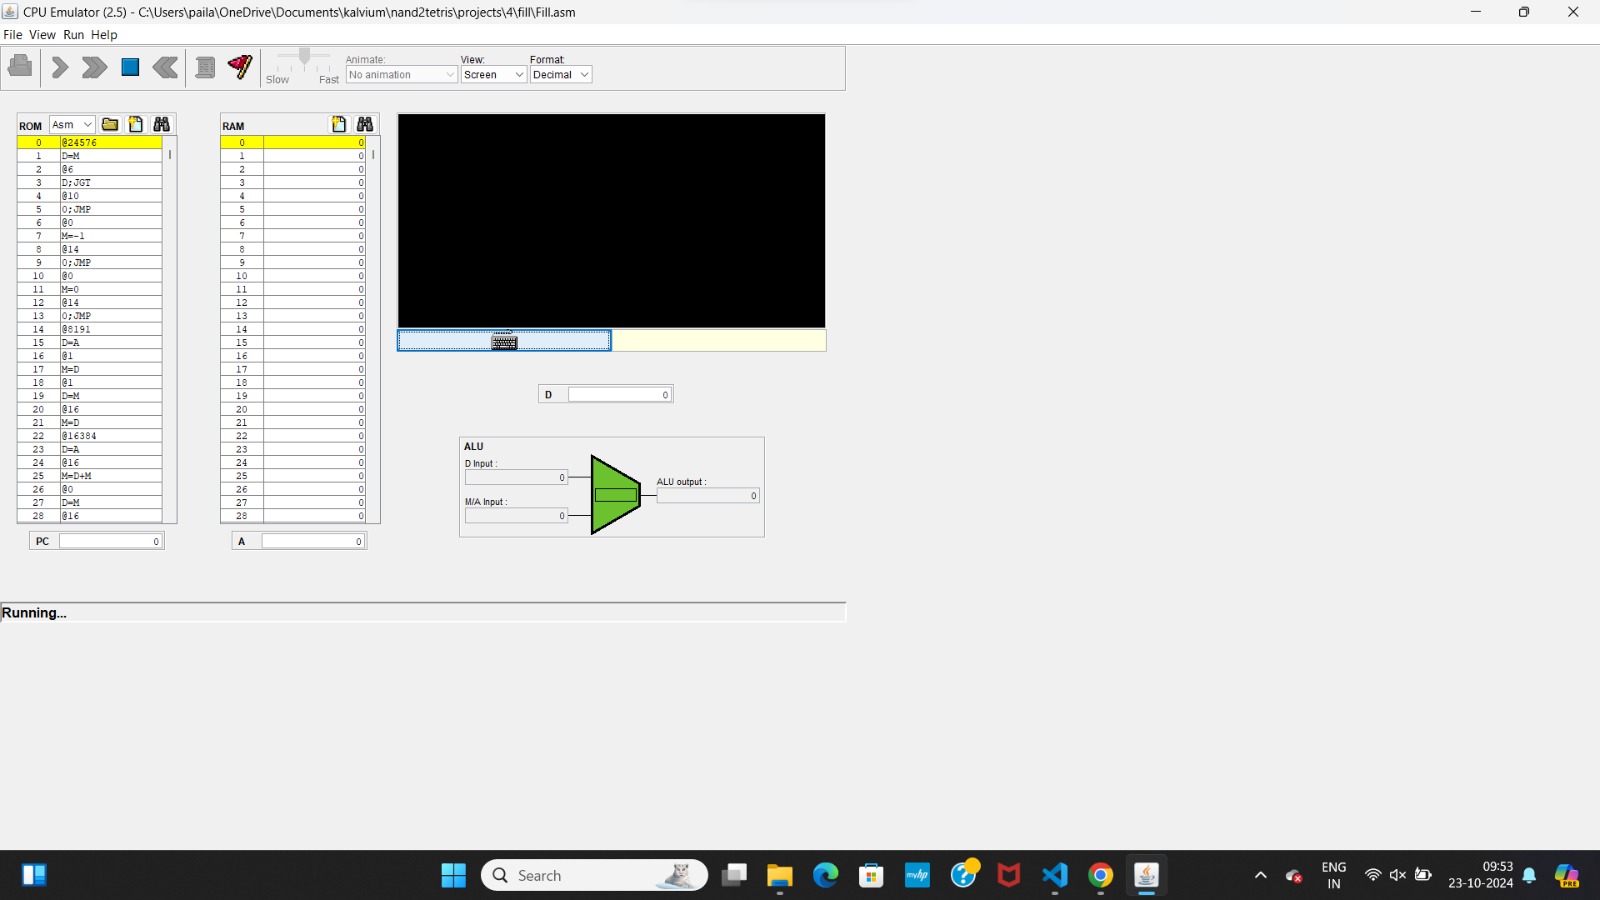 CPU Emulator (2.5) - C:\Users\paila\OneDrive\Documents\kalvium\nand2tetris\projects\4\fill\Fill.asm
File View Run Help
Slow Fast
Animate:
No animation
View:
Screen
Format:
Decimal
ROM Asm
0 @24576
1 D=M
2 @6
3 D;JGT
4 @10
5 0;JMP
6 @0
7 M=-1
8 @14
9 0;JMP
10 @0
11 M=0
12 @14
13 0;JMP
14 @8191
15 D=A
16 @1
17 M=D
18 @1
19 D=M
20 @16
21 M=D
22 @16384
23 D=A
24 @16
25 M=D+M
26 @0
27 D=M
28 @16
PC 0
RAM
0 0
1 0
2 0
3 0
4 0
5 0
6 0
7 0
8 0
9 0
10 0
11 0
12 0
13 0
14 0
15 0
16 0
17 0
18 0
19 0
20 0
21 0
22 0
23 0
24 0
25 0
26 0
27 0
28 0
A 0
D 0
ALU
D Input :
0
M/A Input :
0
ALU output :
0
Running...
Search
myhp
ENG
IN
09:53
23-10-2024
PRE